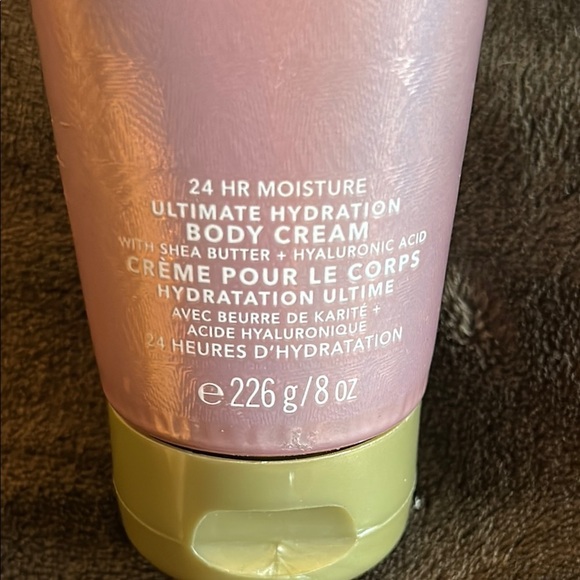 24 HR MOISTURE
ULTIMATE HYDRATION
BODY CREAM
WITH SHEA BUTTER + HYALURONIC ACID
CRÈME POUR LE CORPS
HYDRATATION ULTIME
AVEC BEURRE DE KARITÉ +
ACIDE HYALURONIQUE
24 HEURES D'HYDRATATION
℮ 226 g/8 oz